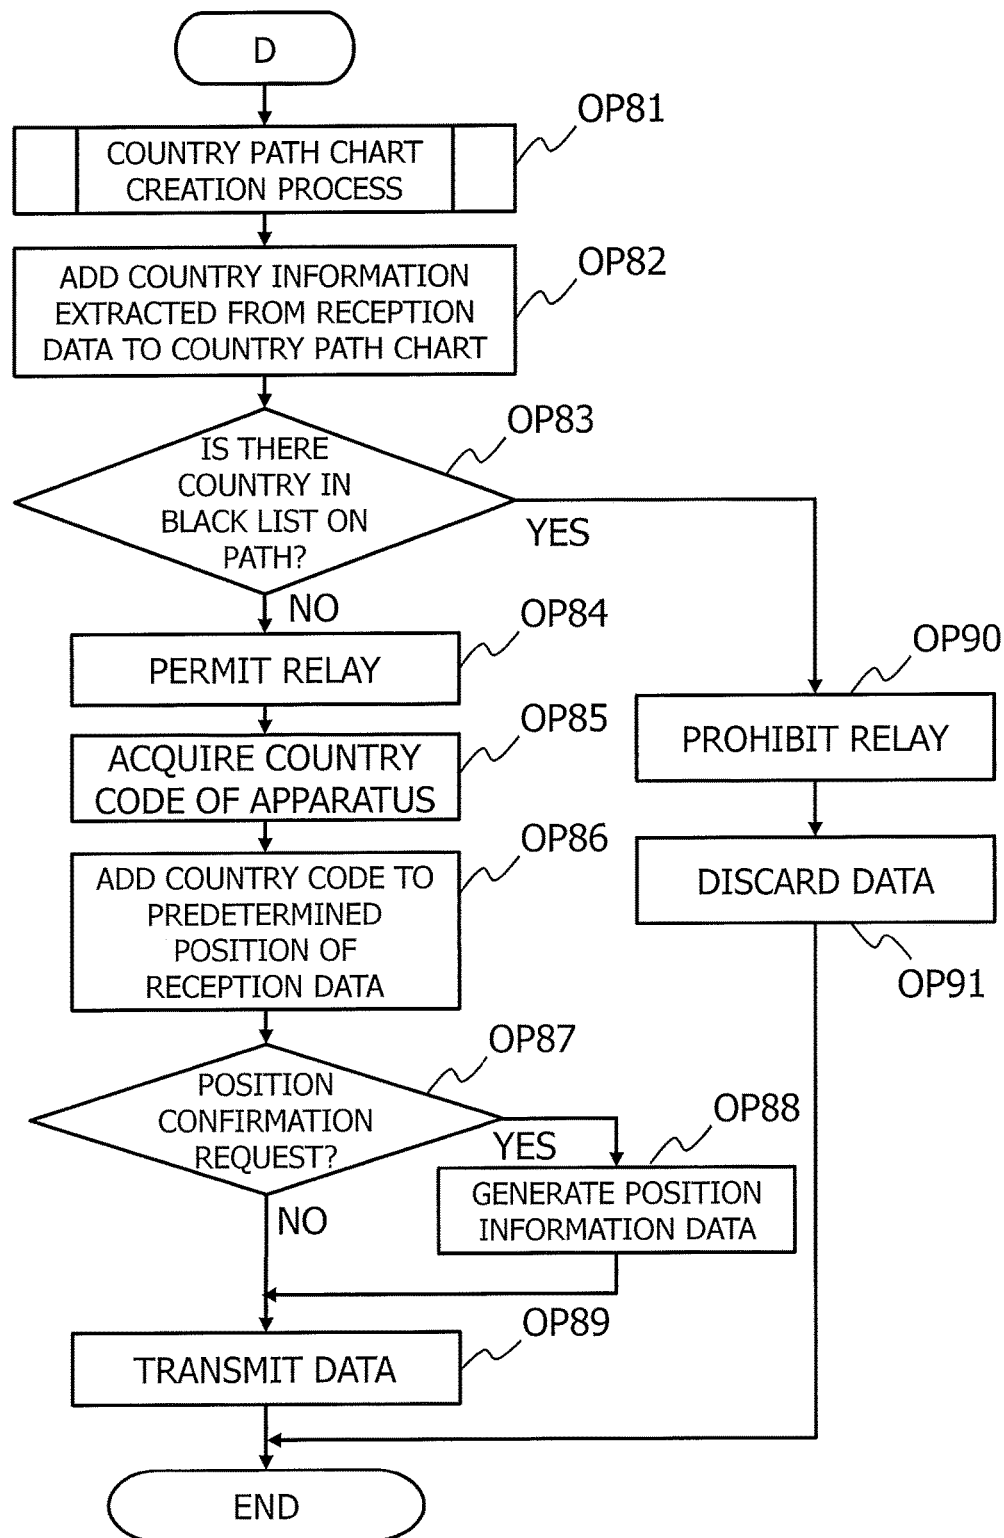 D
OP81
COUNTRY PATH CHART
CREATION PROCESS
OP82
ADD COUNTRY INFORMATION
EXTRACTED FROM RECEPTION
DATA TO COUNTRY PATH CHART
OP83
IS THERE
COUNTRY IN
BLACK LIST ON
PATH?
YES
NO
OP84
PERMIT RELAY
OP90
PROHIBIT RELAY
OP85
ACQUIRE COUNTRY
CODE OF APPARATUS
OP86
ADD COUNTRY CODE TO
PREDETERMINED
POSITION OF
RECEPTION DATA
DISCARD DATA
OP91
OP87
POSITION
CONFIRMATION
REQUEST?
YES
OP88
GENERATE POSITION
INFORMATION DATA
NO
OP89
TRANSMIT DATA
END